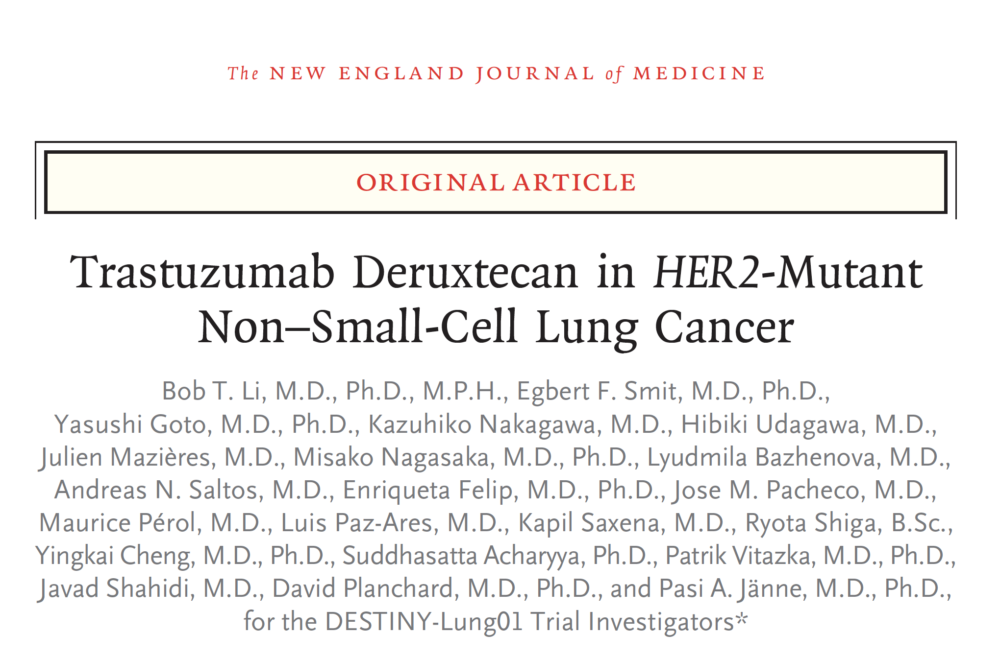 The NEW ENGLAND JOURNAL of MEDICINE
ORIGINAL ARTICLE
Trastuzumab Deruxtecan in HER2-Mutant
Non–Small-Cell Lung Cancer
Bob T. Li, M.D., Ph.D., M.P.H., Egbert F. Smit, M.D., Ph.D.,
Yasushi Goto, M.D., Ph.D., Kazuhiko Nakagawa, M.D., Hibiki Udagawa, M.D.,
Julien Mazières, M.D., Misako Nagasaka, M.D., Ph.D., Lyudmila Bazhenova, M.D.,
Andreas N. Saltos, M.D., Enriqueta Felip, M.D., Ph.D., Jose M. Pacheco, M.D.,
Maurice Pérol, M.D., Luis Paz-Ares, M.D., Kapil Saxena, M.D., Ryota Shiga, B.Sc.,
Yingkai Cheng, M.D., Ph.D., Suddhasatta Acharyya, Ph.D., Patrik Vitazka, M.D., Ph.D.,
Javad Shahidi, M.D., David Planchard, M.D., Ph.D., and Pasi A. Jänne, M.D., Ph.D.,
for the DESTINY-Lung01 Trial Investigators*